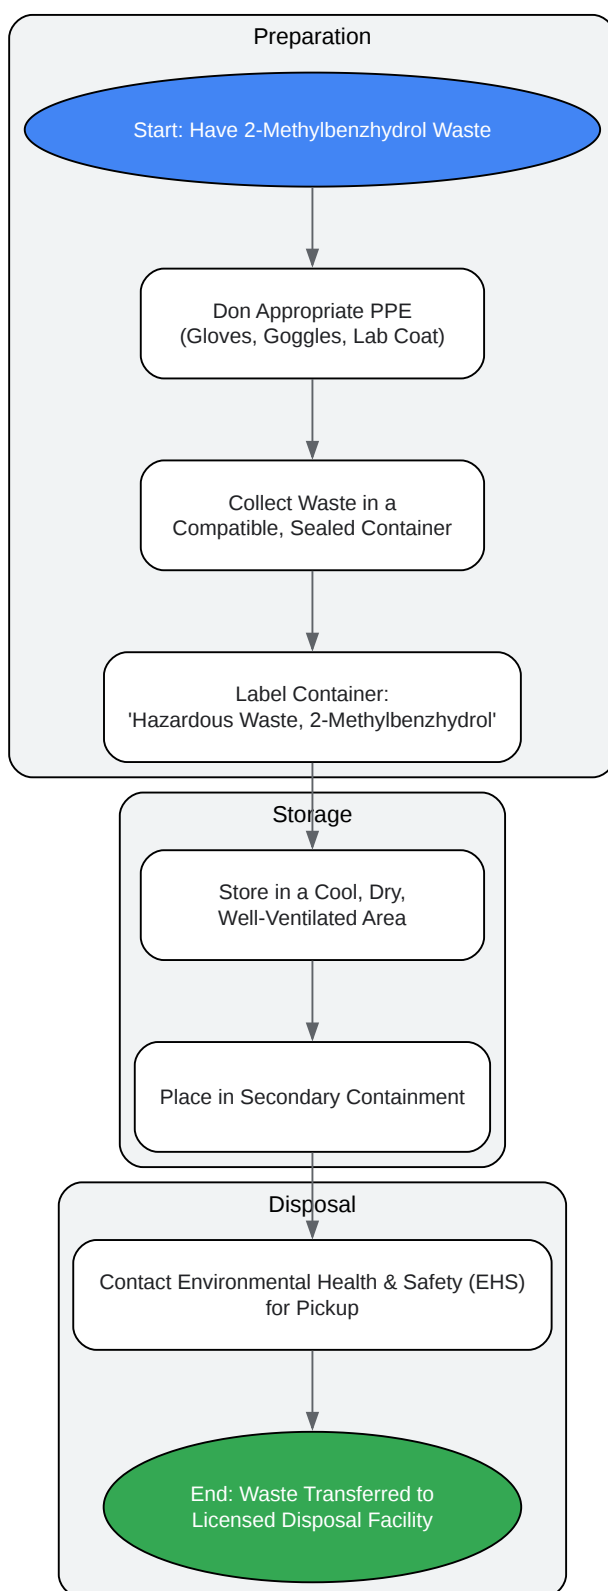 Preparation
Start: Have 2-Methylbenzhydrol Waste
Don Appropriate PPE
(Gloves, Goggles, Lab Coat)
Collect Waste in a
Compatible, Sealed Container
Label Container:
'Hazardous Waste, 2-Methylbenzhydrol'
Storage
Store in a Cool, Dry,
Well-Ventilated Area
Place in Secondary Containment
Disposal
Contact Environmental Health & Safety (EHS)
for Pickup
End: Waste Transferred to
Licensed Disposal Facility